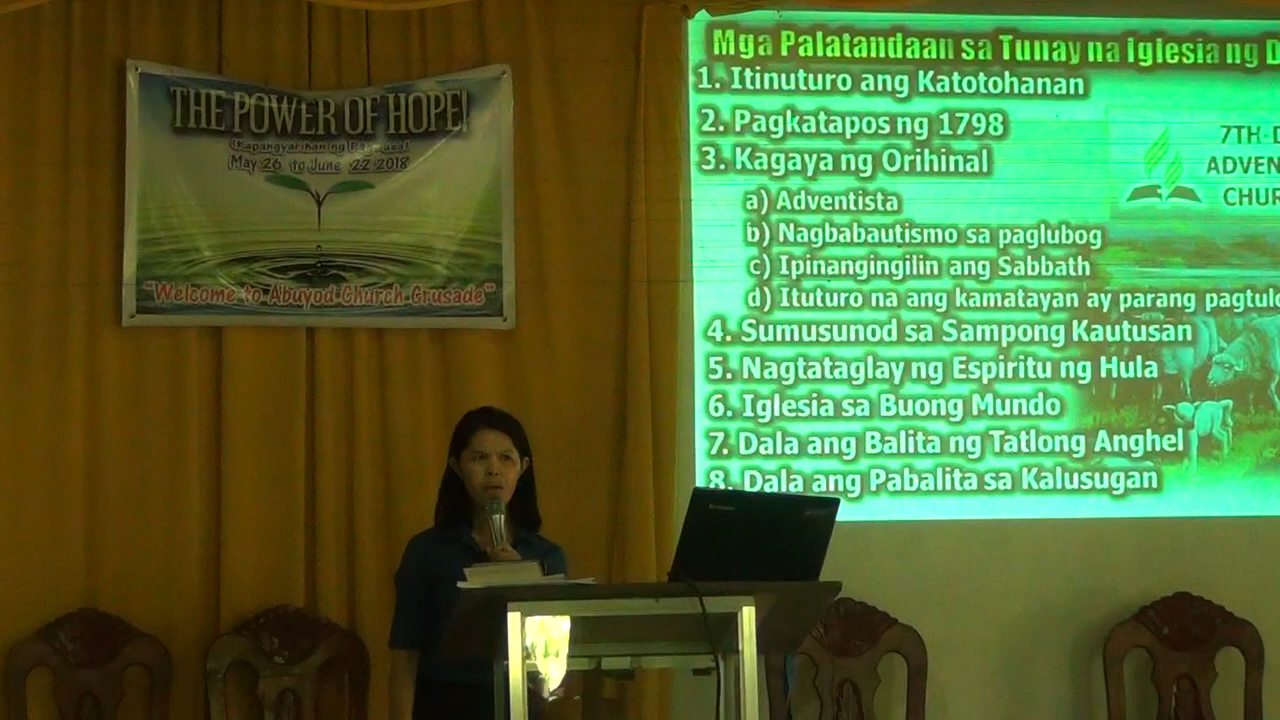 THE POWER OF HOPE!
(Kapangyarihan ng Pag-asa)
May 26 to June 22 2018
"Welcome to Abuyod Church Crusade"
Mga Palatandaan sa Tunay na Iglesia ng
1. Itinuturo ang Katotohanan
2. Pagkatapos ng 1798
3. Kagaya ng Orihinal
a) Adventista
b) Nagbabautismo sa paglubog
c) Ipinangingilin ang Sabbath
d) Ituturo na ang kamatayan ay parang
4. Sumusunod sa Sampong Kautusan
5. Nagtataglay ng Espiritu ng Hula
6. Iglesia sa Buong Mundo
7. Dala ang Balita ng Tatlong Anghel
8. Dala ang Pabalita sa Kalusugan
7TH-